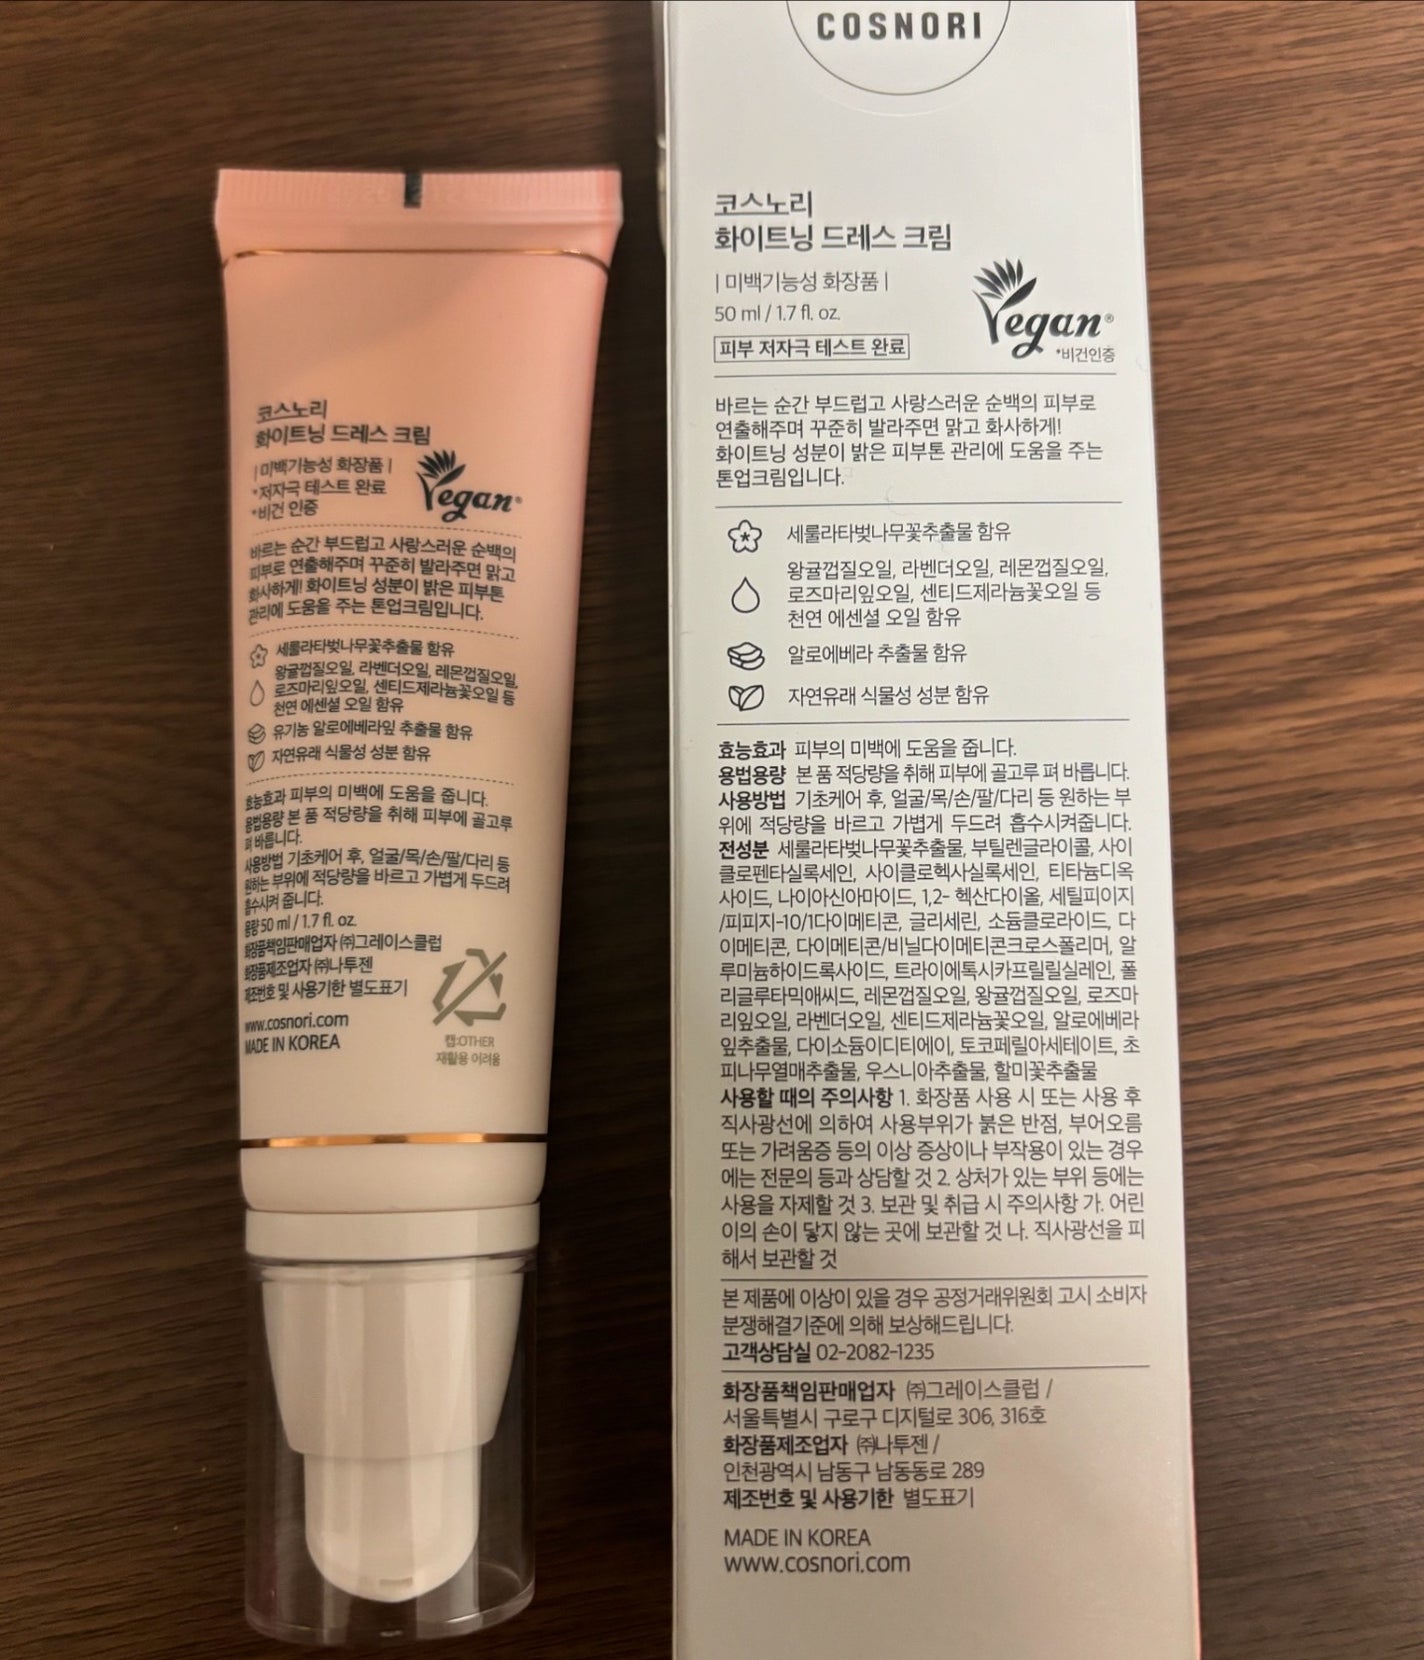 코스노리
화이트닝 드레스 크림
| 미백기능성 화장품 |
*저자극 테스트 완료
*비건 인증
Vegan®
바르는 순간 부드럽고 사랑스러운 순백의
피부로 연출해주며 꾸준히 발라주면 맑고
화사하게! 화이트닝 성분이 밝은 피부톤
관리에 도움을 주는 톤업크림입니다.
세룰라타벚나무꽃추출물 함유
왕귤껍질오일, 라벤더오일, 레몬껍질오일,
로즈마리잎오일, 센티드제라늄꽃오일 등
천연 에센셜 오일 함유
유기농 알로에베라잎 추출물 함유
자연유래 식물성 성분 함유
효능효과 피부의 미백에 도움을 줍니다.
용법용량 본 품 적당량을 취해 피부에 골고루
펴 바릅니다.
사용방법 기초케어 후, 얼굴/목/손/팔/다리 등
원하는 부위에 적당량을 바르고 가볍게 두드려
흡수시켜 줍니다.
용량 50 ml / 1.7 fl. oz.
화장품책임판매업자 ㈜그레이스클럽
화장품제조업자 ㈜나투젠
제조번호 및 사용기한 별도표기
www.cosnori.com
MADE IN KOREA
캡:OTHER
재활용 어려움
COSNORI
코스노리
화이트닝 드레스 크림
| 미백기능성 화장품 |
50 ml / 1.7 fl. oz.
피부 저자극 테스트 완료
Vegan®
*비건인증
바르는 순간 부드럽고 사랑스러운 순백의 피부로
연출해주며 꾸준히 발라주면 맑고 화사하게!
화이트닝 성분이 밝은 피부톤 관리에 도움을 주는
톤업크림입니다.
세룰라타벚나무꽃추출물 함유
왕귤껍질오일, 라벤더오일, 레몬껍질오일,
로즈마리잎오일, 센티드제라늄꽃오일 등
천연 에센셜 오일 함유
알로에베라 추출물 함유
자연유래 식물성 성분 함유
효능효과 피부의 미백에 도움을 줍니다.
용법용량 본 품 적당량을 취해 피부에 골고루 펴 바릅니다.
사용방법 기초케어 후, 얼굴/목/손/팔/다리 등 원하는 부
위에 적당량을 바르고 가볍게 두드려 흡수시켜줍니다.
전성분 세룰라타벚나무꽃추출물, 부틸렌글라이콜, 사이
클로펜타실록세인, 사이클로헥사실록세인, 티타늄디옥
사이드, 나이아신아마이드, 1,2- 헥산다이올, 세틸피이지
/피피지-10/1다이메티콘, 글리세린, 소듐클로라이드, 다
이메티콘, 다이메티콘/비닐다이메티콘크로스폴리머, 알
루미늄하이드록사이드, 트라이에톡시카프릴릴실레인, 폴
리글루타믹애씨드, 레몬껍질오일, 왕귤껍질오일, 로즈마
리잎오일, 라벤더오일, 센티드제라늄꽃오일, 알로에베라
잎추출물, 다이소듐이디티에이, 토코페릴아세테이트, 초
피나무열매추출물, 우스니아추출물, 할미꽃추출물
사용할 때의 주의사항 1. 화장품 사용 시 또는 사용 후
직사광선에 의하여 사용부위가 붉은 반점, 부어오름
또는 가려움증 등의 이상 증상이나 부작용이 있는 경우
에는 전문의 등과 상담할 것 2. 상처가 있는 부위 등에는
사용을 자제할 것 3. 보관 및 취급 시 주의사항 가. 어린
이의 손이 닿지 않는 곳에 보관할 것 나. 직사광선을 피
해서 보관할 것
본 제품에 이상이 있을 경우 공정거래위원회 고시 소비자
분쟁해결기준에 의해 보상해드립니다.
고객상담실 02-2082-1235
화장품책임판매업자 ㈜그레이스클럽 /
서울특별시 구로구 디지털로 306, 316호
화장품제조업자 ㈜나투젠 /
인천광역시 남동구 남동동로 289
제조번호 및 사용기한 별도표기
MADE IN KOREA
www.cosnori.com